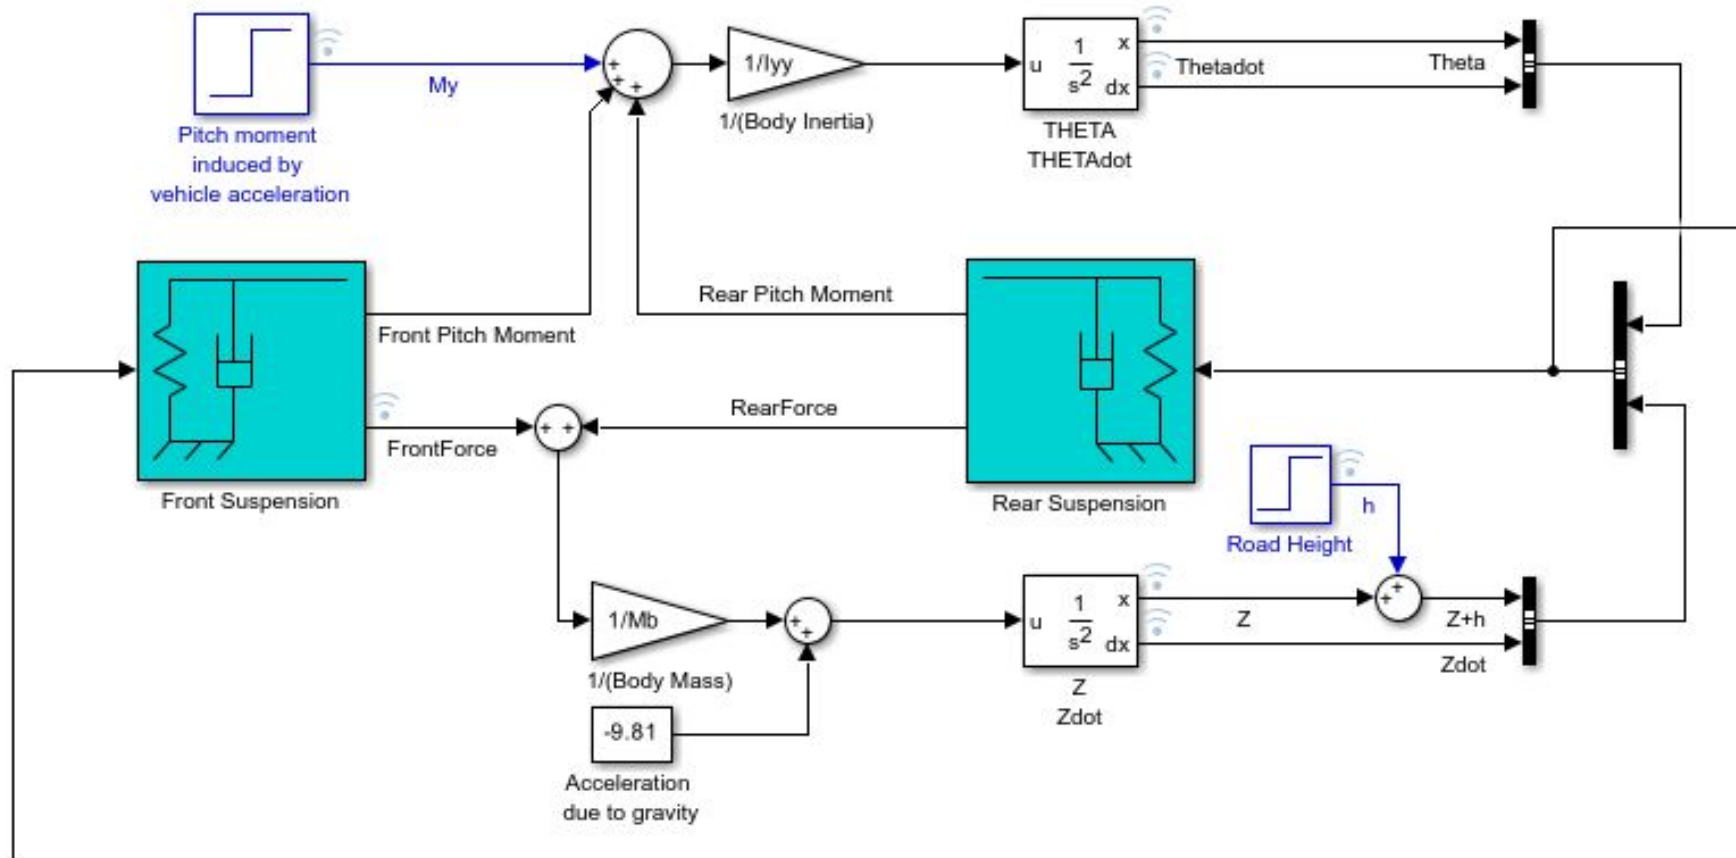 My
Pitch moment
induced by
vehicle acceleration
+
+
+
1/Iyy
1/(Body Inertia)
u
1
s2
x
dx
THETA
THETAdot
Thetadot
Theta
Front Pitch Moment
Rear Pitch Moment
FrontForce
+ +
RearForce
Front Suspension
Rear Suspension
h
Road Height
1/Mb
1/(Body Mass)
+
+
-9.81
Acceleration
due to gravity
u
1
s2
x
dx
Z
Zdot
Z
+
+
Z+h
Zdot